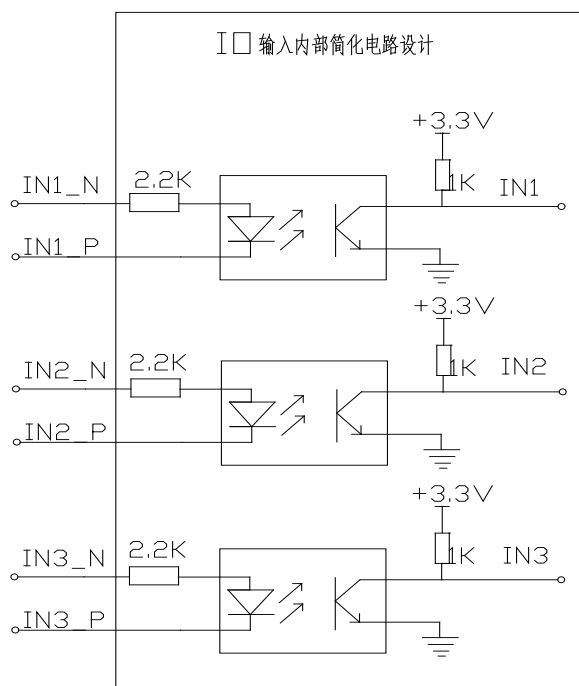 IO 输入内部简化电路设计
+3.3V
IN1_N
2.2K
1K
IN1
IN1_P
+3.3V
IN2_N
2.2K
1K
IN2
IN2_P
+3.3V
IN3_N
2.2K
1K
IN3
IN3_P